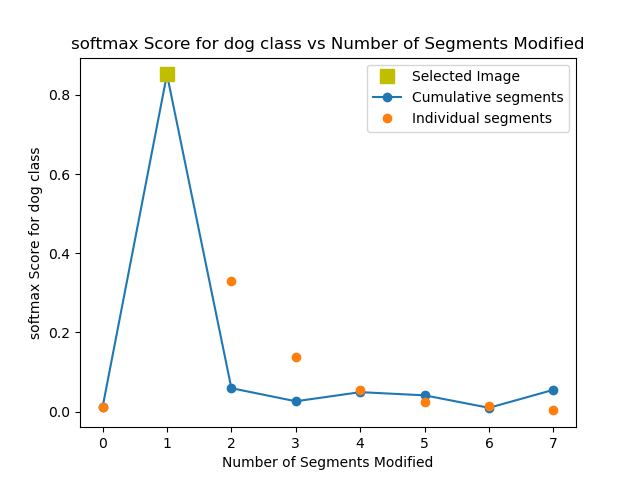 softmax Score for dog class vs Number of Segments Modified
Selected Image
Cumulative segments
Individual segments
softmax Score for dog class
0.8
0.6
0.4
0.2
0.0
0 1 2 3 4 5 6 7
Number of Segments Modified